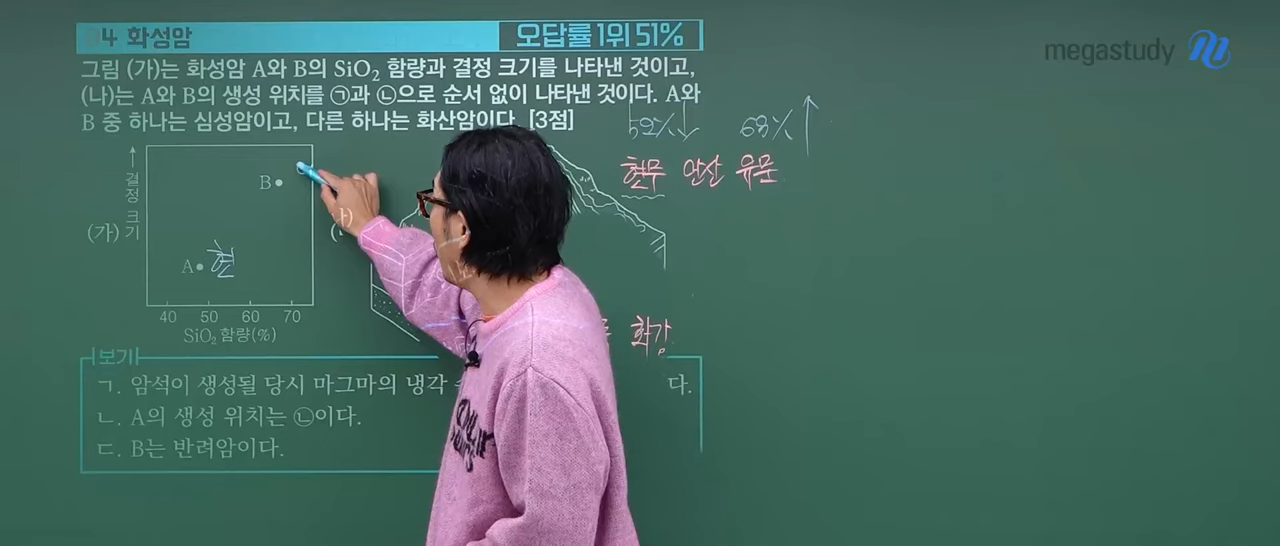 4 화성암
오답률 1위 51%
megastudy
그림 (가)는 화성암 A와 B의 SiO₂ 함량과 결정 크기를 나타낸 것이고,
(나)는 A와 B의 생성 위치를 ㉠과 ㉡으로 순서 없이 나타낸 것이다. A와
B 중 하나는 심성암이고, 다른 하나는 화산암이다. [3점]
52% ↓ 63% ↑
현무 안산 유문
(가)
↑ 결정 크기
B
A 현
40 50 60 70
SiO₂ 함량(%)
화강
보기
ㄱ. 암석이 생성될 당시 마그마의 냉각
다.
ㄴ. A의 생성 위치는 ㉡이다.
ㄷ. B는 반려암이다.